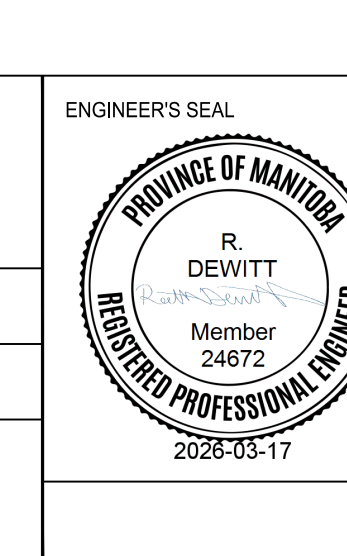 ENGINEER'S SEAL
PROVINCE OF MANITOBA
R.
DEWITT
Member
24672
REGISTERED PROFESSIONAL ENGINEER
2026-03-17